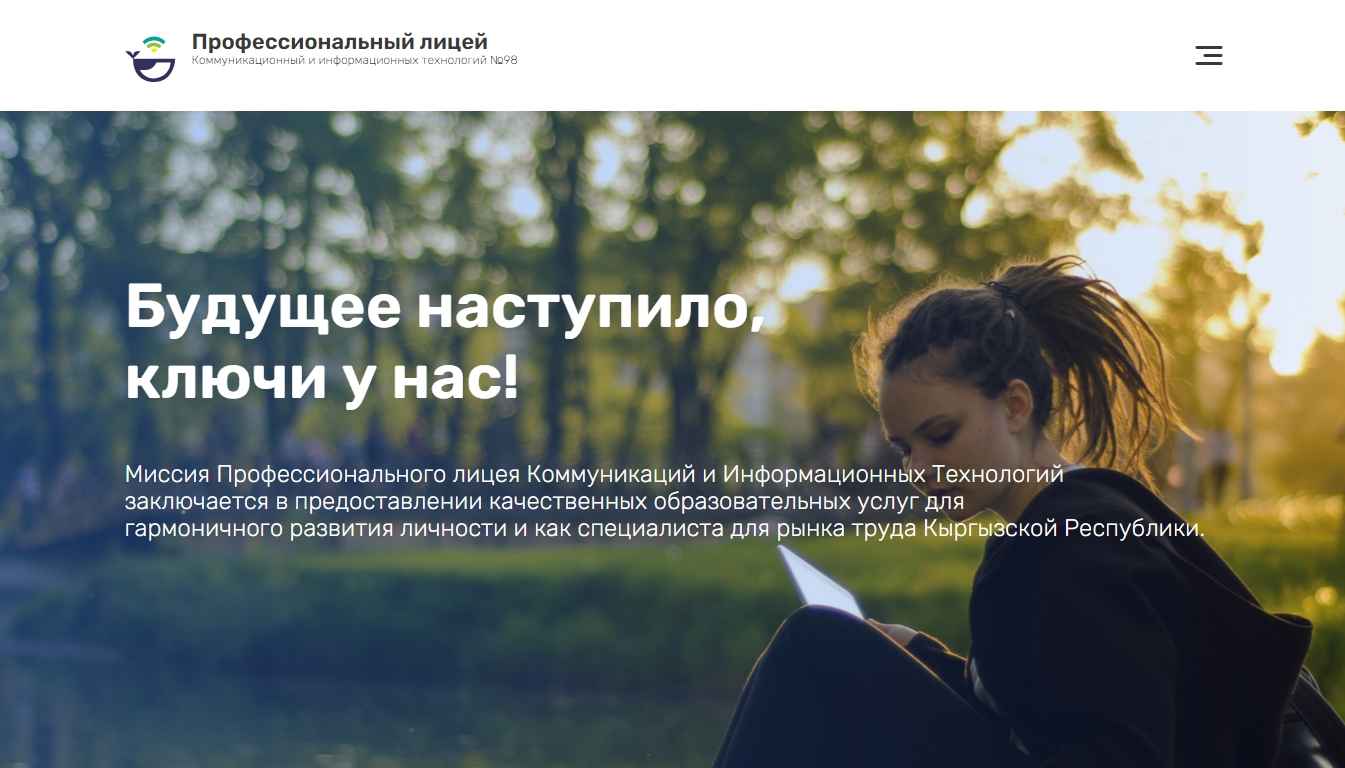 Профессиональный лицей
Коммуникационный и информационных технологий №98
Будущее наступило,
ключи у нас!
Миссия Профессионального лицея Коммуникаций и Информационных Технологий
заключается в предоставлении качественных образовательных услуг для
гармоничного развития личности и как специалиста для рынка труда Кыргызской Республики.